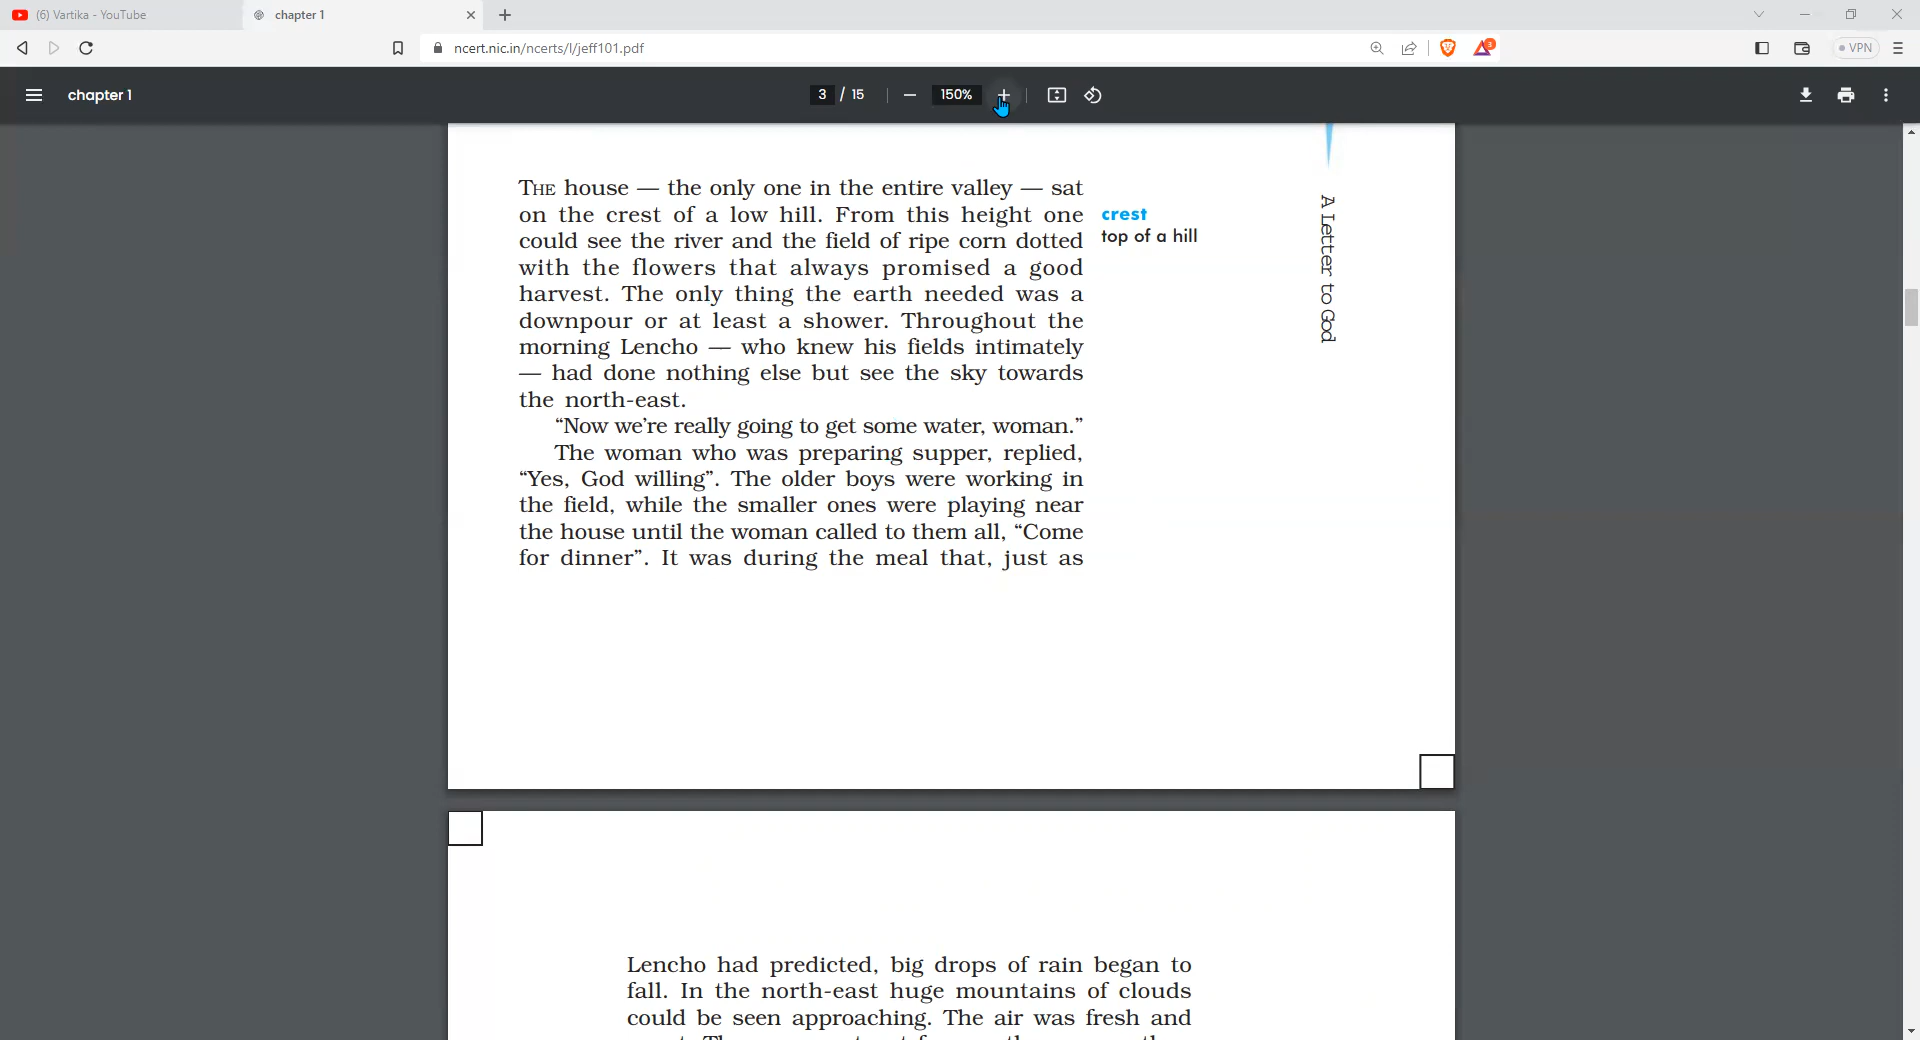 (6) Vartika - YouTube
chapter 1
ncert.nic.in/ncerts/l/jeff101.pdf
3
VPN
chapter 1
3 / 15
150%
THE house — the only one in the entire valley — sat
on the crest of a low hill. From this height one
could see the river and the field of ripe corn dotted
with the flowers that always promised a good
harvest. The only thing the earth needed was a
downpour or at least a shower. Throughout the
morning Lencho — who knew his fields intimately
— had done nothing else but see the sky towards
the north-east.
“Now we’re really going to get some water, woman.”
The woman who was preparing supper, replied,
“Yes, God willing”. The older boys were working in
the field, while the smaller ones were playing near
the house until the woman called to them all, “Come
for dinner”. It was during the meal that, just as
crest
top of a hill
A Letter to God
Lencho had predicted, big drops of rain began to
fall. In the north-east huge mountains of clouds
could be seen approaching. The air was fresh and